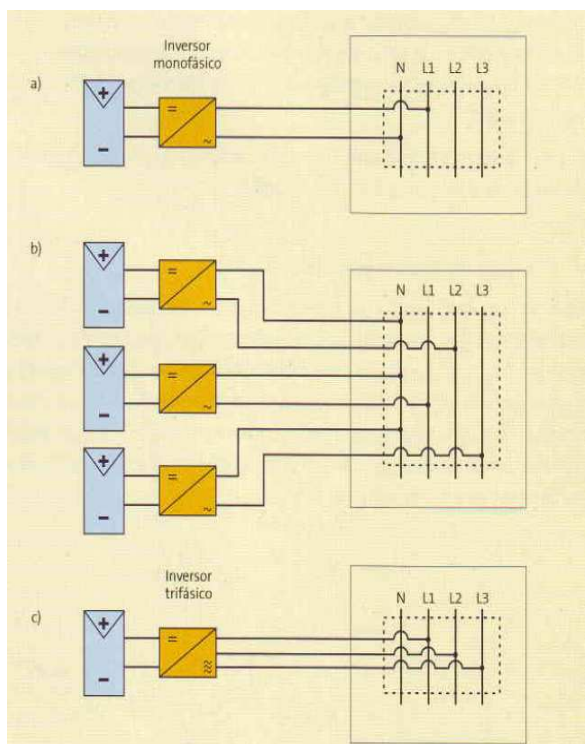 Inversor
monofásico
a)
+
-
=
~
N L1 L2 L3
b)
+
-
=
~
+
-
=
~
+
-
=
~
N L1 L2 L3
Inversor
trifásico
c)
+
-
=
≈
N L1 L2 L3